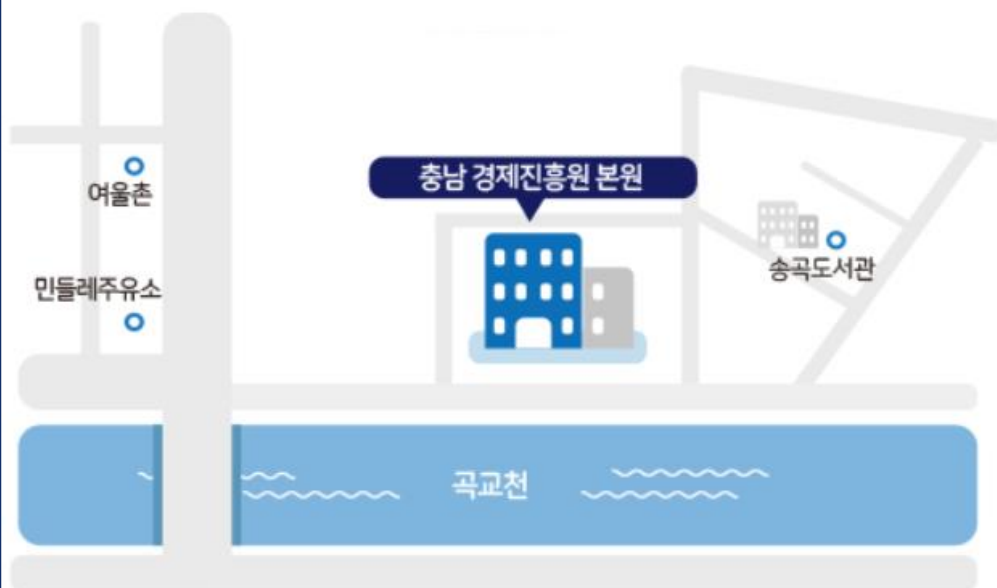 충남 경제진흥원 본원
여울촌
송곡도서관
민들레주유소
곡교천